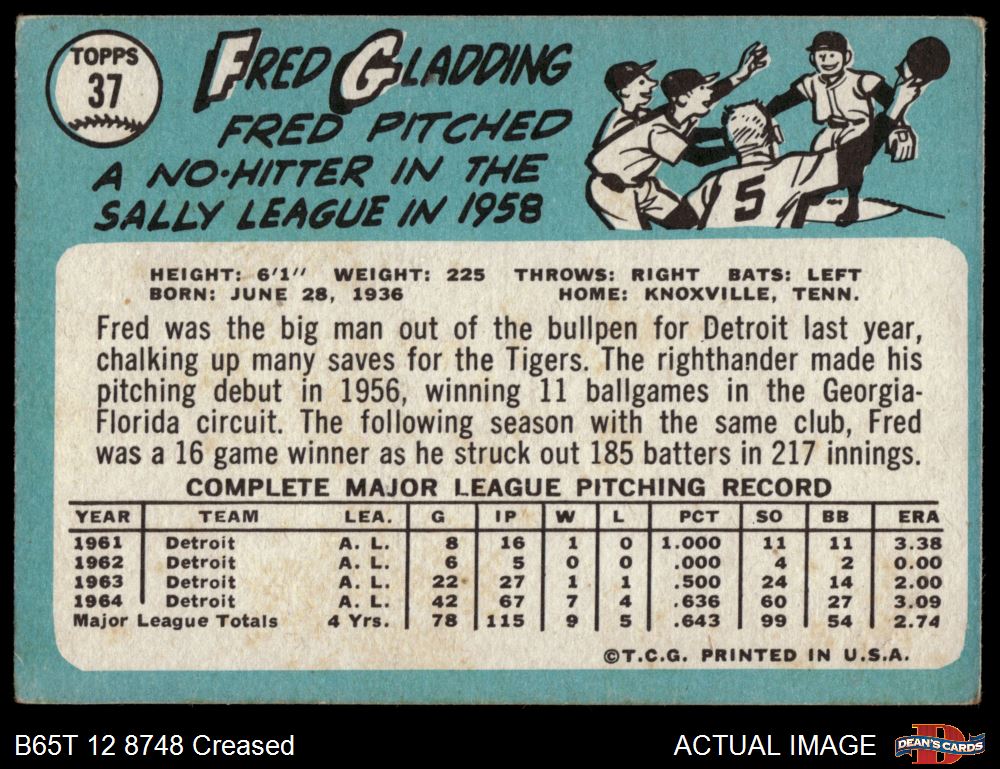 TOPPS
37
FRED GLADDING
FRED PITCHED
A NO-HITTER IN THE
SALLY LEAGUE IN 1958
5
HEIGHT: 6'1" WEIGHT: 225 THROWS: RIGHT BATS: LEFT
BORN: JUNE 28, 1936 HOME: KNOXVILLE, TENN.
Fred was the big man out of the bullpen for Detroit last year,
chalking up many saves for the Tigers. The righthander made his
pitching debut in 1956, winning 11 ballgames in the Georgia-
Florida circuit. The following season with the same club, Fred
was a 16 game winner as he struck out 185 batters in 217 innings.
COMPLETE MAJOR LEAGUE PITCHING RECORD
YEAR TEAM LEA. G IP W L PCT SO BB ERA
1961 Detroit A. L. 8 16 1 0 1.000 11 11 3.38
1962 Detroit A. L. 6 5 0 0 .000 4 2 0.00
1963 Detroit A. L. 22 27 1 1 .500 24 14 2.00
1964 Detroit A. L. 42 67 7 4 .636 60 27 3.09
Major League Totals 4 Yrs. 78 115 9 5 .643 99 54 2.74
©T.C.G. PRINTED IN U.S.A.
B65T 12 8748 Creased ACTUAL IMAGE
DEAN'S CARDS